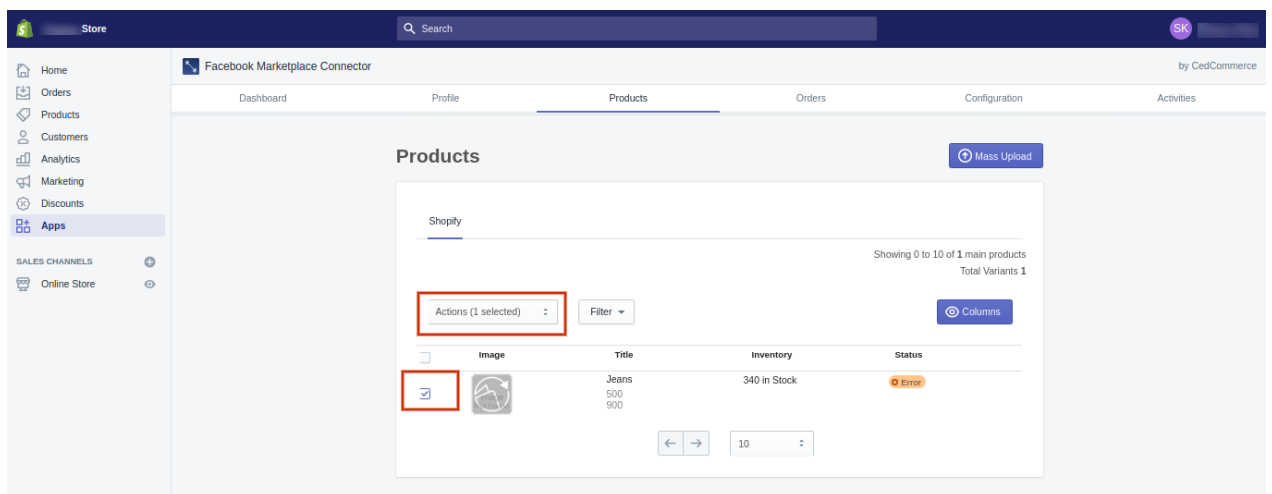 Store
Search
SK
Home
Orders
Products
Customers
Analytics
Marketing
Discounts
Apps
SALES CHANNELS
Online Store
Facebook Marketplace Connector
by CedCommerce
Dashboard Profile Products Orders Configuration Activities
Products
Mass Upload
Shopify
Showing 0 to 10 of 1 main products
Total Variants 1
Actions (1 selected) Filter Columns
Image Title Inventory Status
Jeans 340 in Stock Error
500
900
10